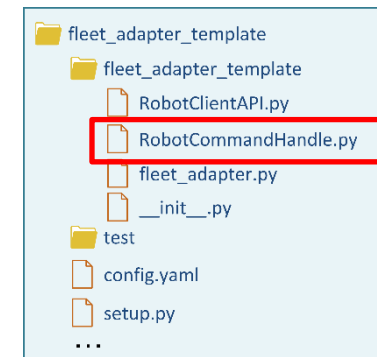 fleet_adapter_template
fleet_adapter_template
RobotClientAPI.py
RobotCommandHandle.py
fleet_adapter.py
__init__.py
test
config.yaml
setup.py
...